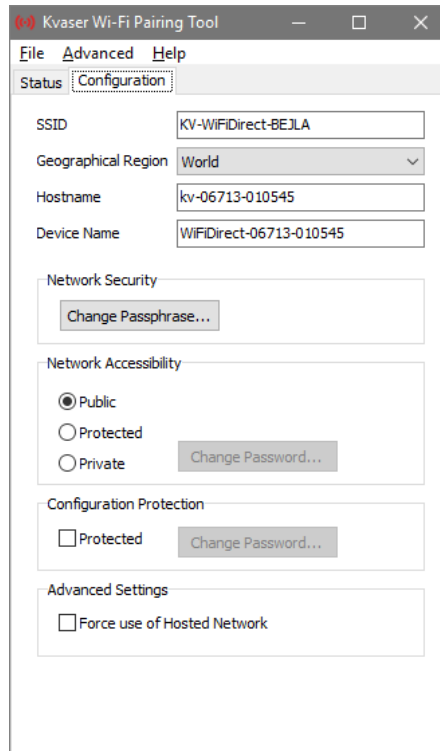 Kvaser Wi-Fi Pairing Tool
File Advanced Help
Status Configuration
SSID KV-WiFiDirect-BEJLA
Geographical Region World
Hostname kv-06713-010545
Device Name WiFiDirect-06713-010545
Network Security
Change Passphrase...
Network Accessibility
Public
Protected
Private Change Password...
Configuration Protection
Protected Change Password...
Advanced Settings
Force use of Hosted Network